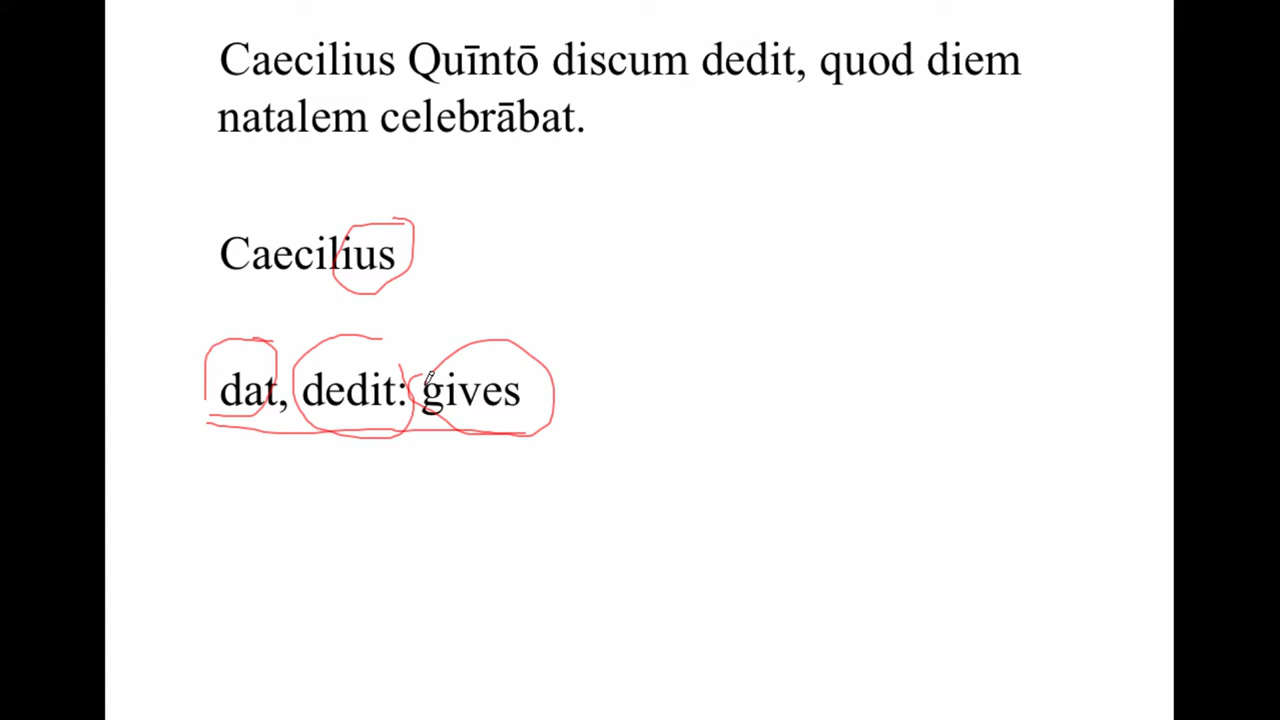 Caecilius Quīntō discum dedit, quod diem
natalem celebrābat.
Caecilius
dat, dedit: gives